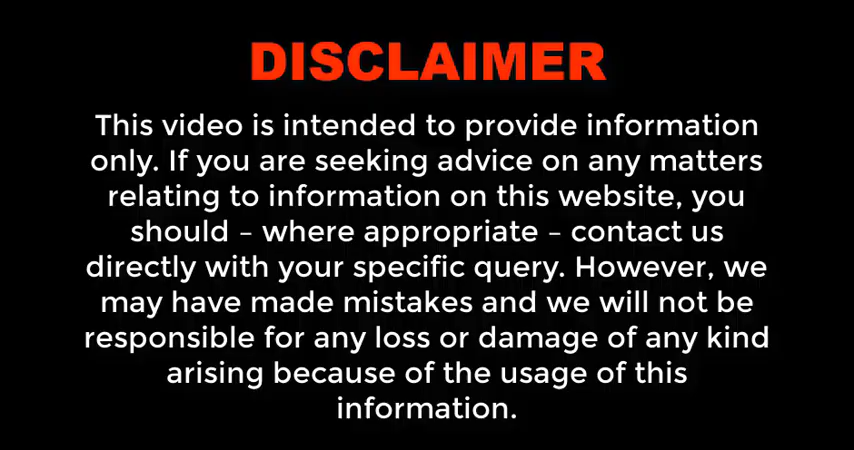 DISCLAIMER
This video is intended to provide information
only. If you are seeking advice on any matters
relating to information on this website, you
should – where appropriate – contact us
directly with your specific query. However, we
may have made mistakes and we will not be
responsible for any loss or damage of any kind
arising because of the usage of this
information.